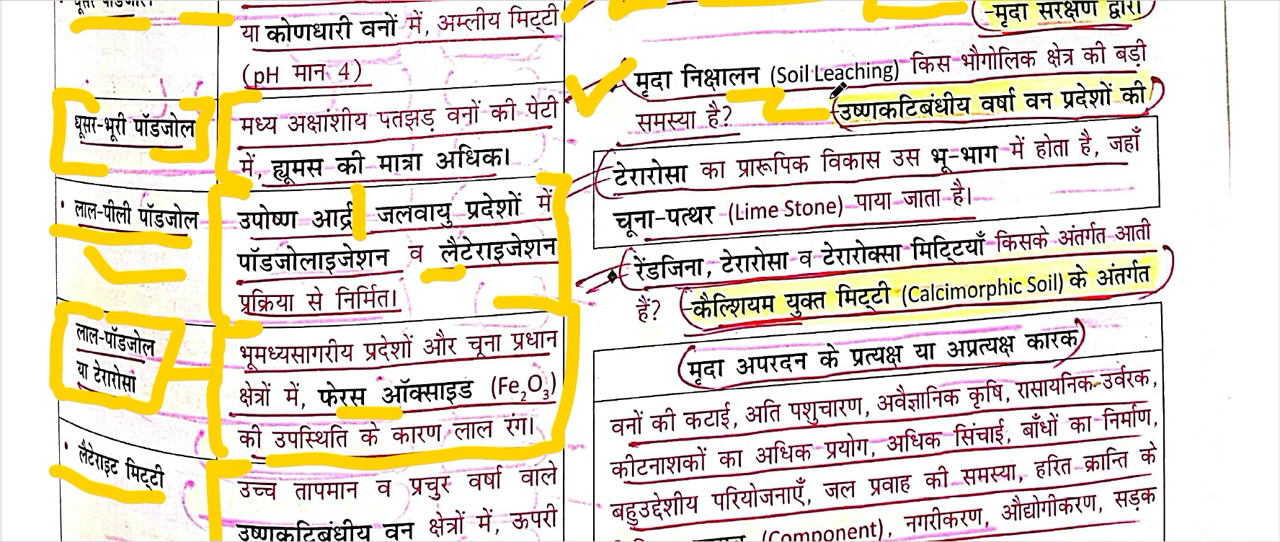 या कोणधारी वनों में, अम्लीय मिट्टी
(pH मान 4)
धूसर-भूरी पॉडजोल
मध्य अक्षांशीय पतझड़ वनों की पेटी
में, ह्यूमस की मात्रा अधिक।
• लाल-पीली पॉडजोल
उपोष्ण आर्द्र जलवायु प्रदेशों में
पॉडजोलाइजेशन व लैटेराइजेशन
प्रक्रिया से निर्मित।
लाल-पॉडजोल
या टेरारोसा
भूमध्यसागरीय प्रदेशों और चूना प्रधान
क्षेत्रों में, फेरस ऑक्साइड (Fe₂O₃)
की उपस्थिति के कारण लाल रंग।
• लैटेराइट मिट्टी
उच्च तापमान व प्रचुर वर्षा वाले
उष्णकटिबंधीय वन क्षेत्रों में, ऊपरी
-मृदा संरक्षण द्वारा
मृदा निक्षालन (Soil Leaching) किस भौगोलिक क्षेत्र की बड़ी
समस्या है? उष्णकटिबंधीय वर्षा वन प्रदेशों की
टेरारोसा का प्रारूपिक विकास उस भू-भाग में होता है, जहाँ
चूना-पत्थर (Lime Stone) पाया जाता है।
रेंडजिना, टेरारोसा व टेरारोक्सा मिट्टियाँ किसके अंतर्गत आती
हैं? -कैल्शियम युक्त मिट्टी (Calcimorphic Soil) के अंतर्गत
मृदा अपरदन के प्रत्यक्ष या अप्रत्यक्ष कारक
वनों की कटाई, अति पशुचारण, अवैज्ञानिक कृषि, रासायनिक-उर्वरक,
कीटनाशकों का अधिक प्रयोग, अधिक सिंचाई, बाँधों का निर्माण,
बहुउद्देशीय परियोजनाएँ, जल प्रवाह की समस्या, हरित क्रान्ति के
(Component), नगरीकरण, औद्योगीकरण, सड़क